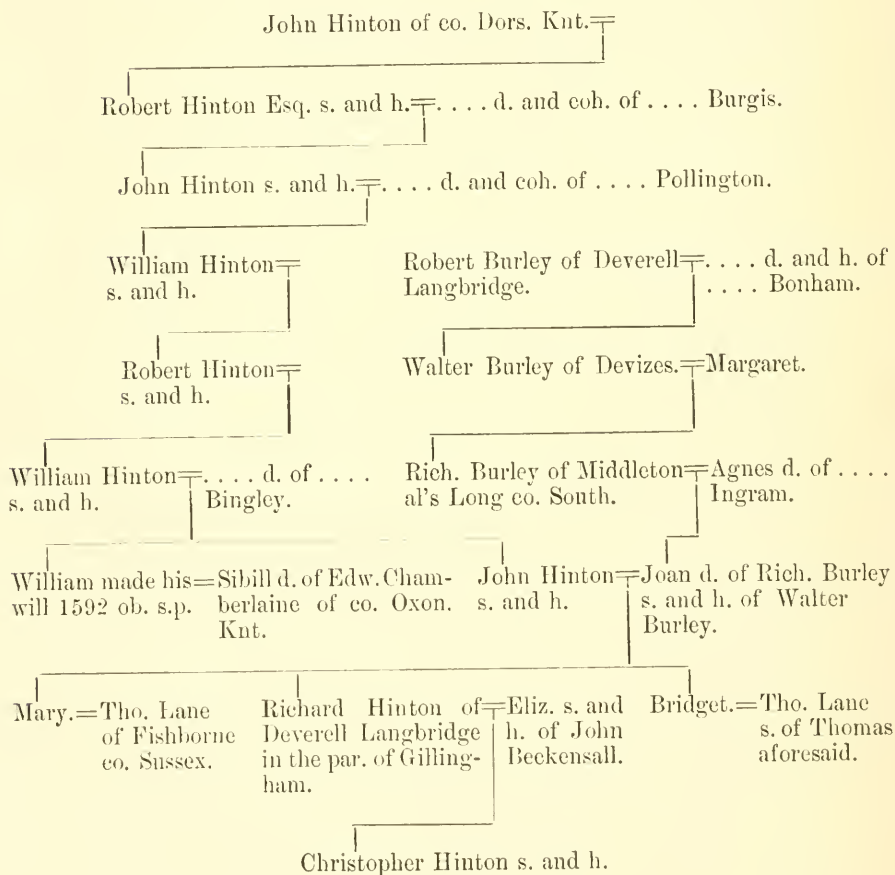 John Hinton of co. Dors. Knt.
Robert Hinton Esq. s. and h. . . . . d. and coh. of . . . . Burgis.
John Hinton s. and h. . . . . d. and coh. of . . . . Pollington.
William Hinton
s. and h.
Robert Burley of Deverell . . . . d. and h. of
Langbridge. . . . . Bonham.
Robert Hinton
s. and h.
Walter Burley of Devizes. Margaret.
William Hinton . . . . d. of . . . .
s. and h. Bingley.
Rich. Burley of Middleton Agnes d. of . . . .
al's Long co. South. Ingram.
William made his = Sibill d. of Edw. Cham-
will 1592 ob. s.p. berlaine of co. Oxon.
Knt.
John Hinton Joan d. of Rich. Burley
s. and h. s. and h. of Walter
Burley.
Mary. = Tho. Lane
of Fishborne
co. Sussex.
Richard Hinton of Eliz. s. and
Deverell Langbridge h. of John
in the par. of Gilling- Beckensall.
ham.
Bridget. = Tho. Lane
s. of Thomas
aforesaid.
Christopher Hinton s. and h.